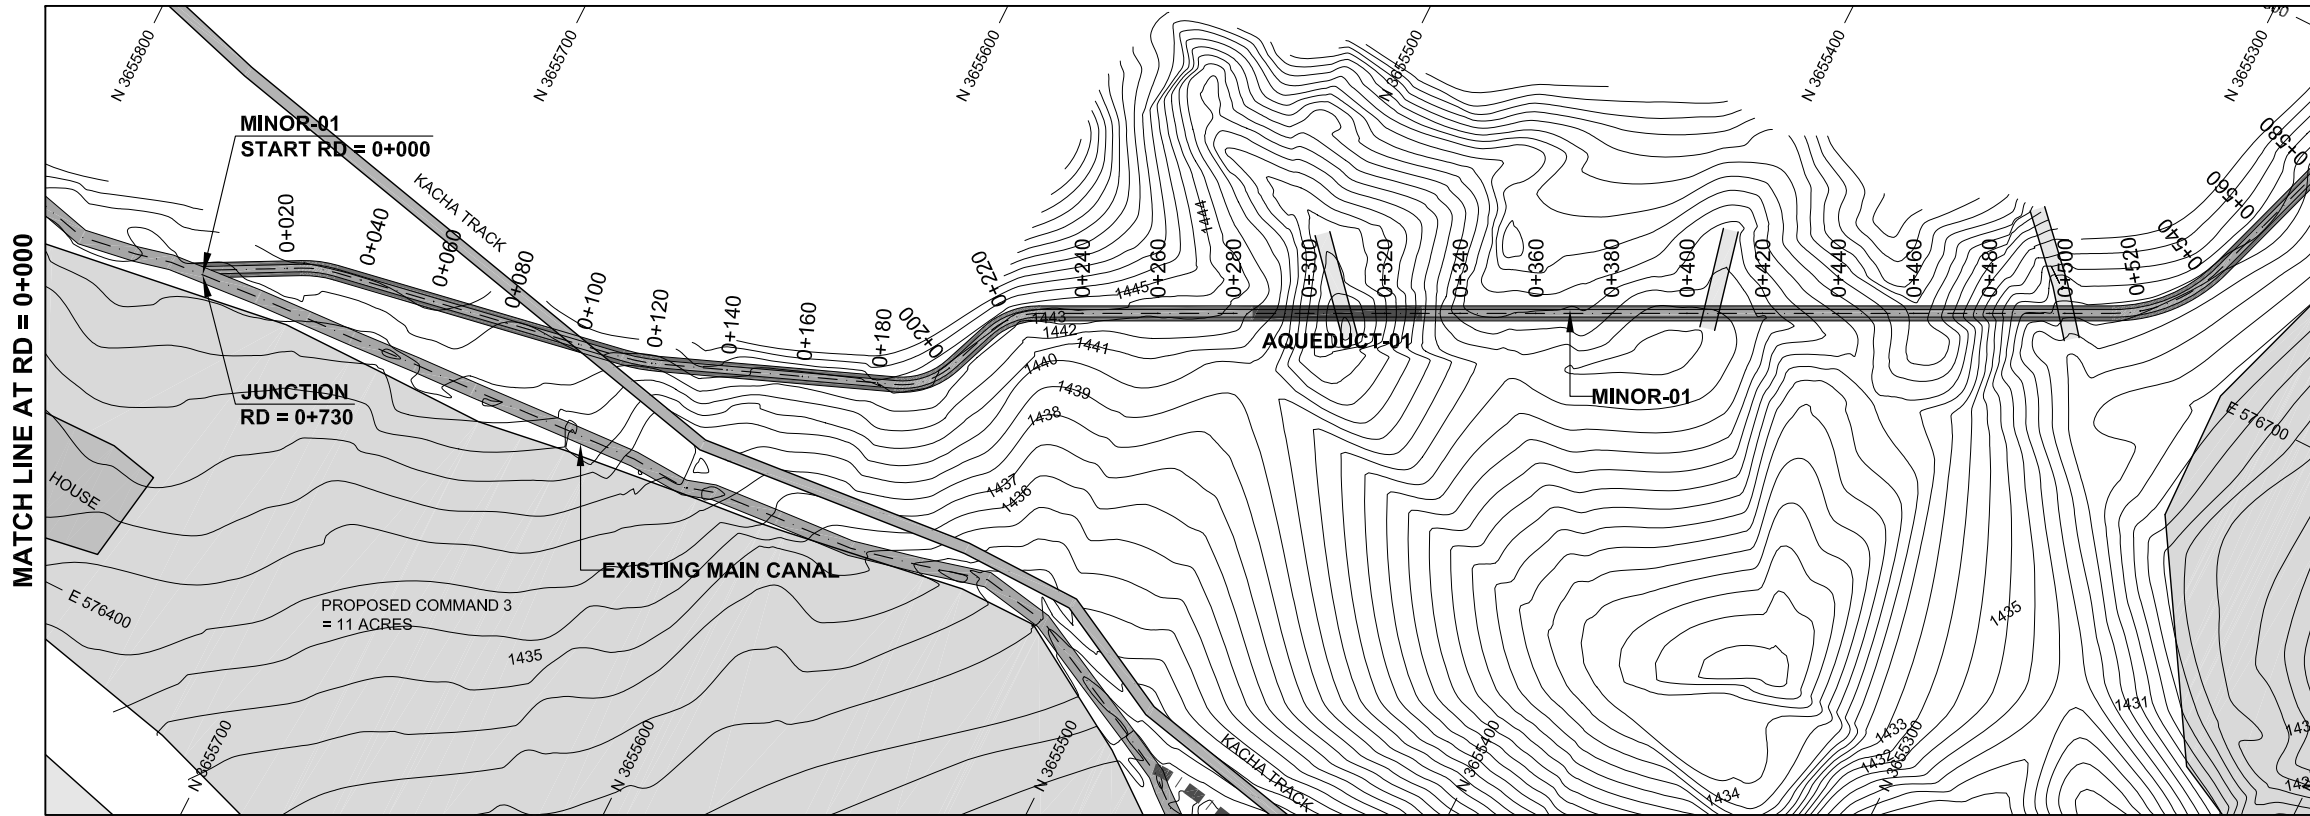 N 3655800
N 3655700
N 3655600
N 3655500
N 3655400
N 3655300
MINOR-01
START RD = 0+000
KACHA TRACK
MATCH LINE AT RD = 0+000
0+020
0+040
0+060
0+080
0+100
0+120
0+140
0+160
0+180
0+200
0+220
0+240
0+260
0+280
0+300
0+320
0+340
0+360
0+380
0+400
0+420
0+440
0+460
0+480
0+500
0+520
0+540
0+560
0+580
1444
1445
1443
1442
1441
1440
1439
1438
1437
1436
AQUEDUCT-01
MINOR-01
JUNCTION
RD = 0+730
HOUSE
E 576700
EXISTING MAIN CANAL
E 576400
PROPOSED COMMAND 3
= 11 ACRES
1435
1435
1431
1433
1432
1434
N 3655700
N 3655600
N 3655500
N 3655400
N 3655300
KACHA TRACK